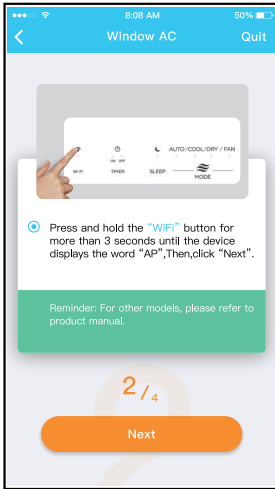 8:08 AM
50%
Window AC
Quit
AUTO/COOL/DRY / FAN
ON OFF
Wi-Fi
TIMER
SLEEP
MODE
Press and hold the “WiFi” button for
more than 3 seconds until the device
displays the word “AP”,Then,click “Next”.
Reminder: For other models, please refer to
product manual.
2/4
Next